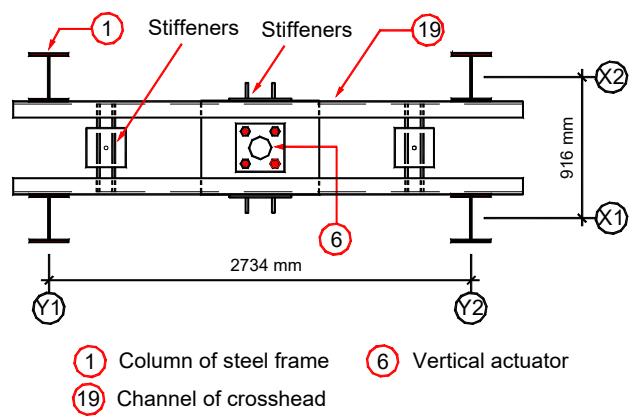 1
Stiffeners
Stiffeners
19
X2
916 mm
6
X1
2734 mm
Y1
Y2
1 Column of steel frame
6 Vertical actuator
19 Channel of crosshead